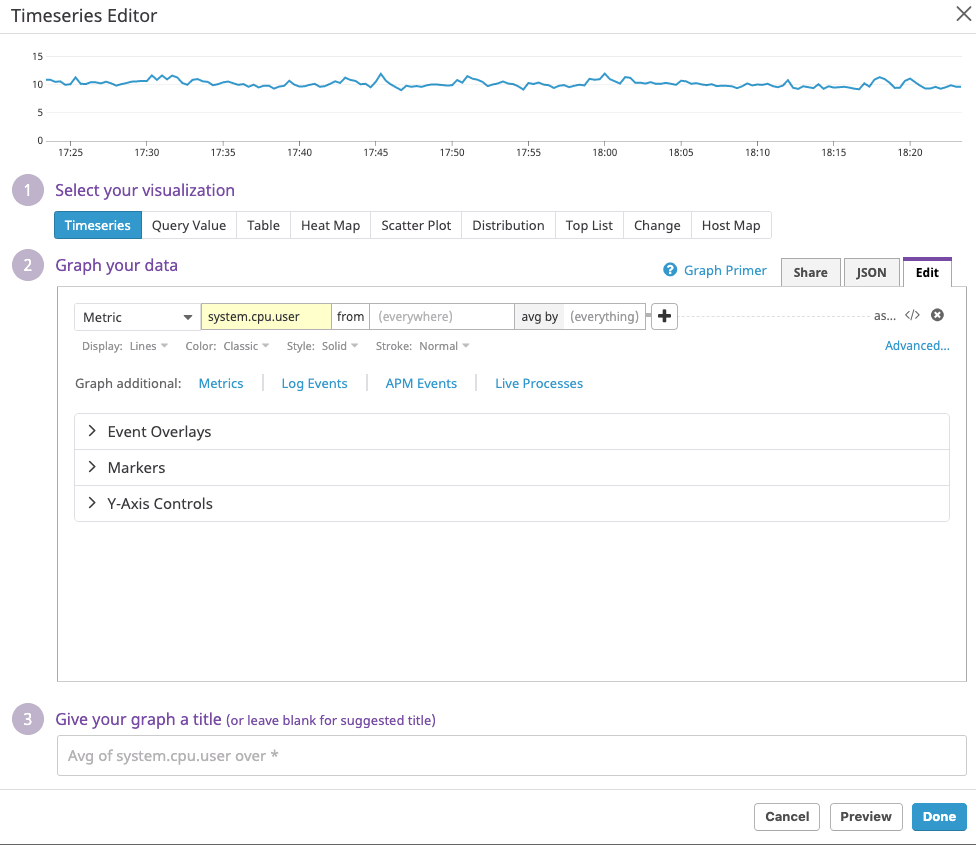 Timeseries Editor
15
10
5
0
17:25 17:30 17:35 17:40 17:45 17:50 17:55 18:00 18:05 18:10 18:15 18:20
1 Select your visualization
Timeseries Query Value Table Heat Map Scatter Plot Distribution Top List Change Host Map
2 Graph your data
? Graph Primer Share JSON Edit
Metric system.cpu.user from (everywhere) avg by (everything) + as... </>
Display: Lines Color: Classic Style: Solid Stroke: Normal Advanced...
Graph additional: Metrics Log Events APM Events Live Processes
Event Overlays
Markers
Y-Axis Controls
3 Give your graph a title (or leave blank for suggested title)
Avg of system.cpu.user over *
Cancel Preview Done